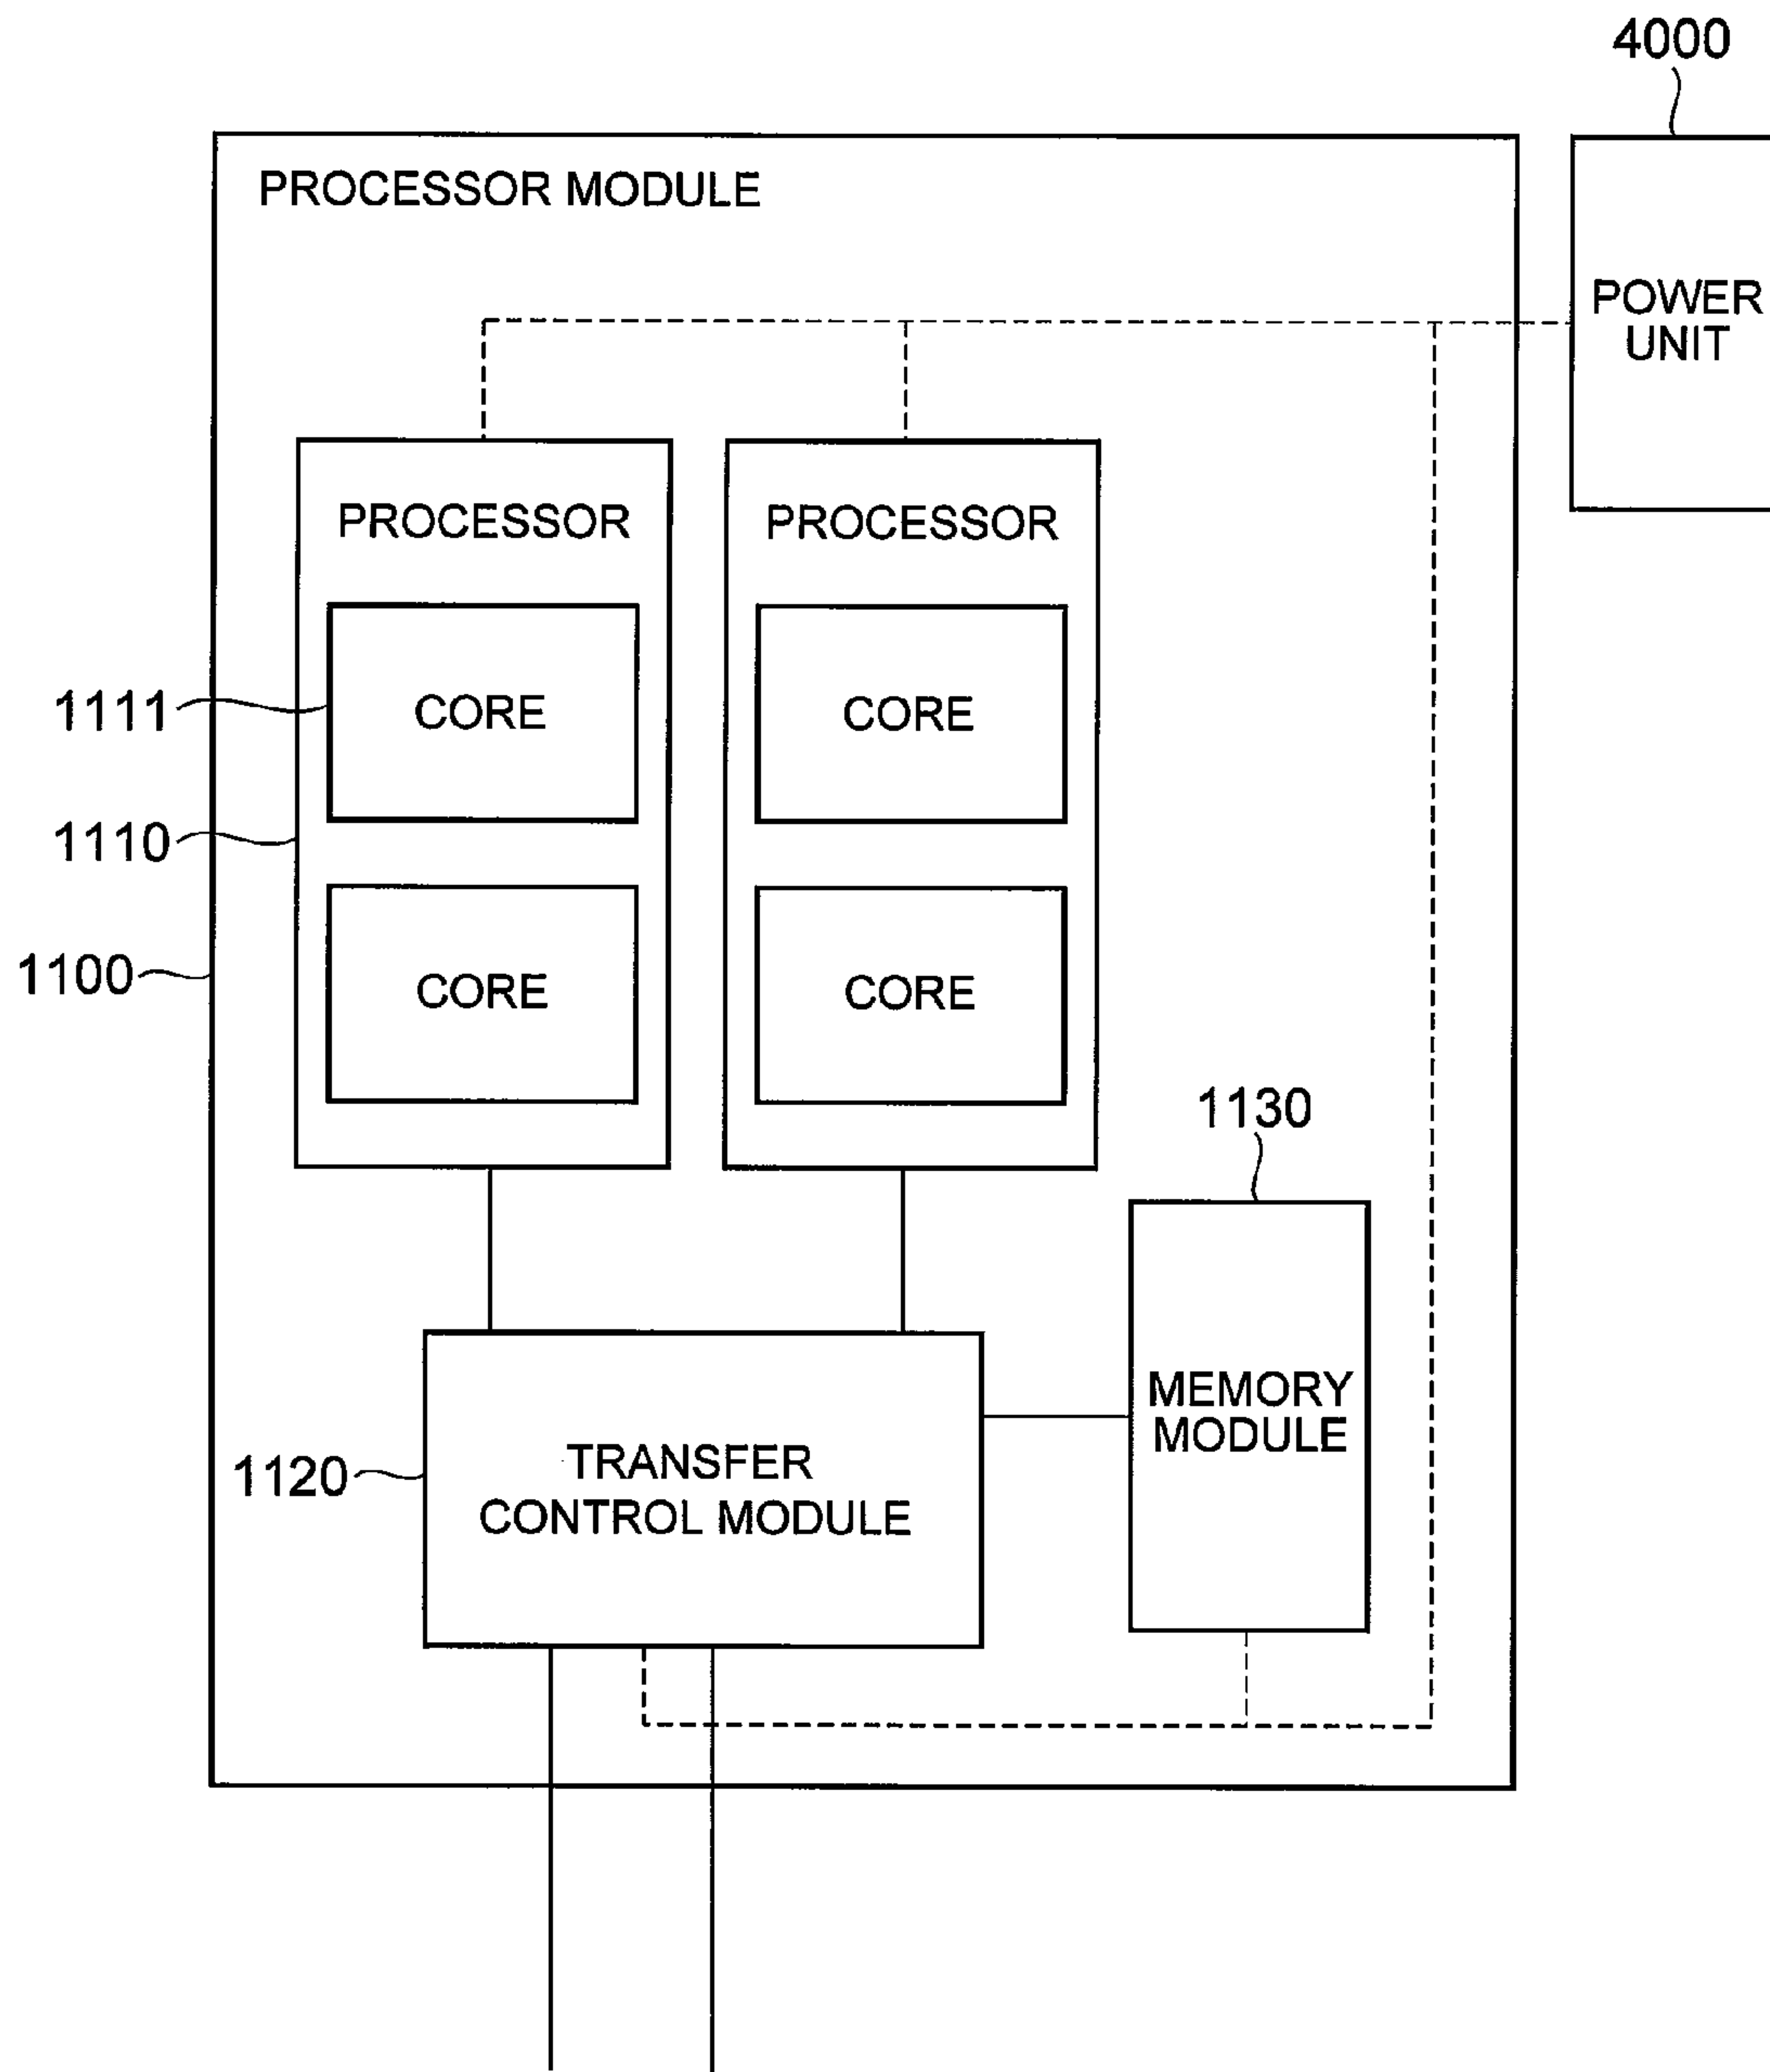 4000
PROCESSOR MODULE
POWER
UNIT
PROCESSOR
PROCESSOR
1111
CORE
CORE
1110
1100
CORE
CORE
1130
MEMORY
MODULE
1120
TRANSFER
CONTROL MODULE